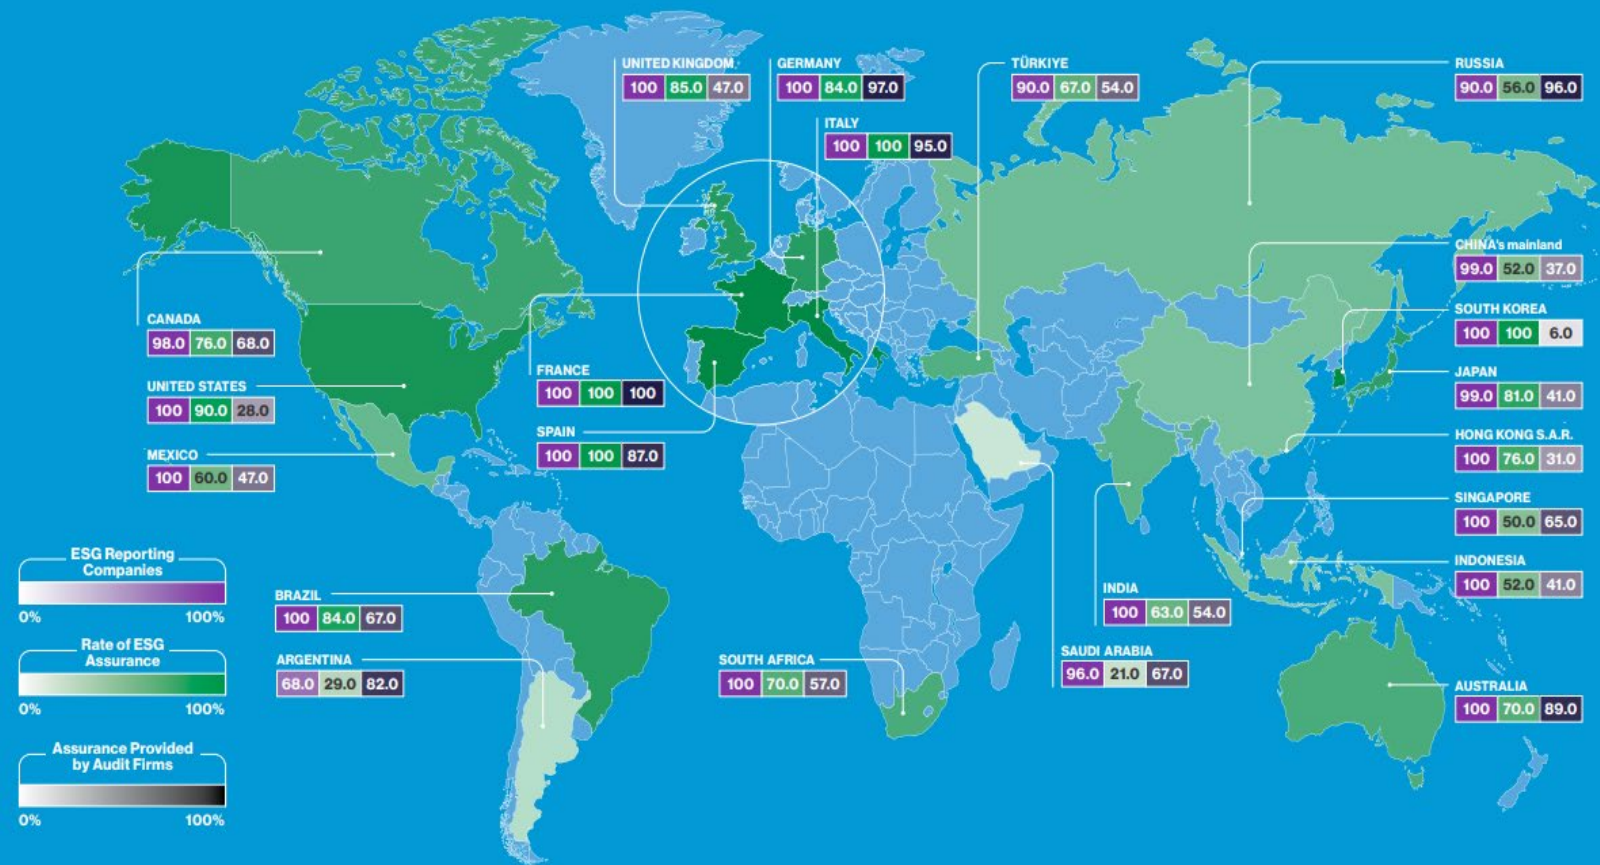 UNITED KINGDOM
100 85.0 47.0
GERMANY
100 84.0 97.0
TÜRKIYE
90.0 67.0 54.0
RUSSIA
90.0 56.0 96.0
ITALY
100 100 95.0
CHINA's mainland
99.0 52.0 37.0
SOUTH KOREA
100 100 6.0
CANADA
98.0 76.0 68.0
FRANCE
100 100 100
JAPAN
99.0 81.0 41.0
UNITED STATES
100 90.0 28.0
SPAIN
100 100 87.0
HONG KONG S.A.R.
100 76.0 31.0
MEXICO
100 60.0 47.0
SINGAPORE
100 50.0 65.0
ESG Reporting
Companies
0% 100%
INDONESIA
100 52.0 41.0
BRAZIL
100 84.0 67.0
INDIA
100 63.0 54.0
Rate of ESG
Assurance
0% 100%
ARGENTINA
68.0 29.0 82.0
SOUTH AFRICA
100 70.0 57.0
SAUDI ARABIA
96.0 21.0 67.0
AUSTRALIA
100 70.0 89.0
Assurance Provided
by Audit Firms
0% 100%